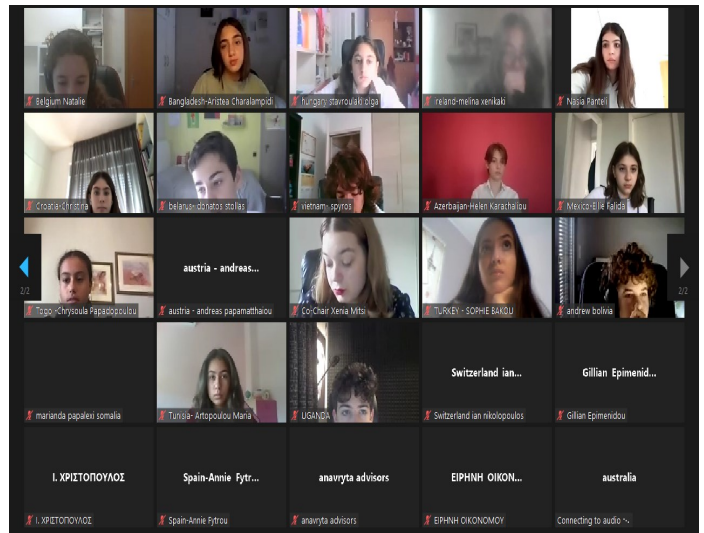 Belgium Natalie
Bangladesh-Aristea Charalampidi
hungary stavroulaki olga
reland-melina xenikaki
Nasia Panteli
Croatia-Christina
belarus- donatos stollas
vietnam- spyros
Azerbaijan-Helen Karachaliou
Mexico-Ellie Falida
2/2
Togo -Chrysoula Papadopoulou
austria - andreas...
austria - andreas papamatthaiou
Co-Chair Xenia Mitsi
TURKEY - SOPHIE BAKOU
andrew bolivia
2/2
marianda papalexi somalia
Tunisia- Artopoulou Maria
UGANDA
Switzerland ian...
Switzerland ian nikolopoulos
Gillian Epimenid...
Gillian Epimenidou
Ι. ΧΡΙΣΤΟΠΟΥΛΟΣ
Ι. ΧΡΙΣΤΟΠΟΥΛΟΣ
Spain-Annie Fytr...
Spain-Annie Fytrou
anavryta advisors
anavryta advisors
ΕΙΡΗΝΗ ΟΙΚΟΝ...
ΕΙΡΗΝΗ ΟΙΚΟΝΟΜΟΥ
australia
Connecting to audio